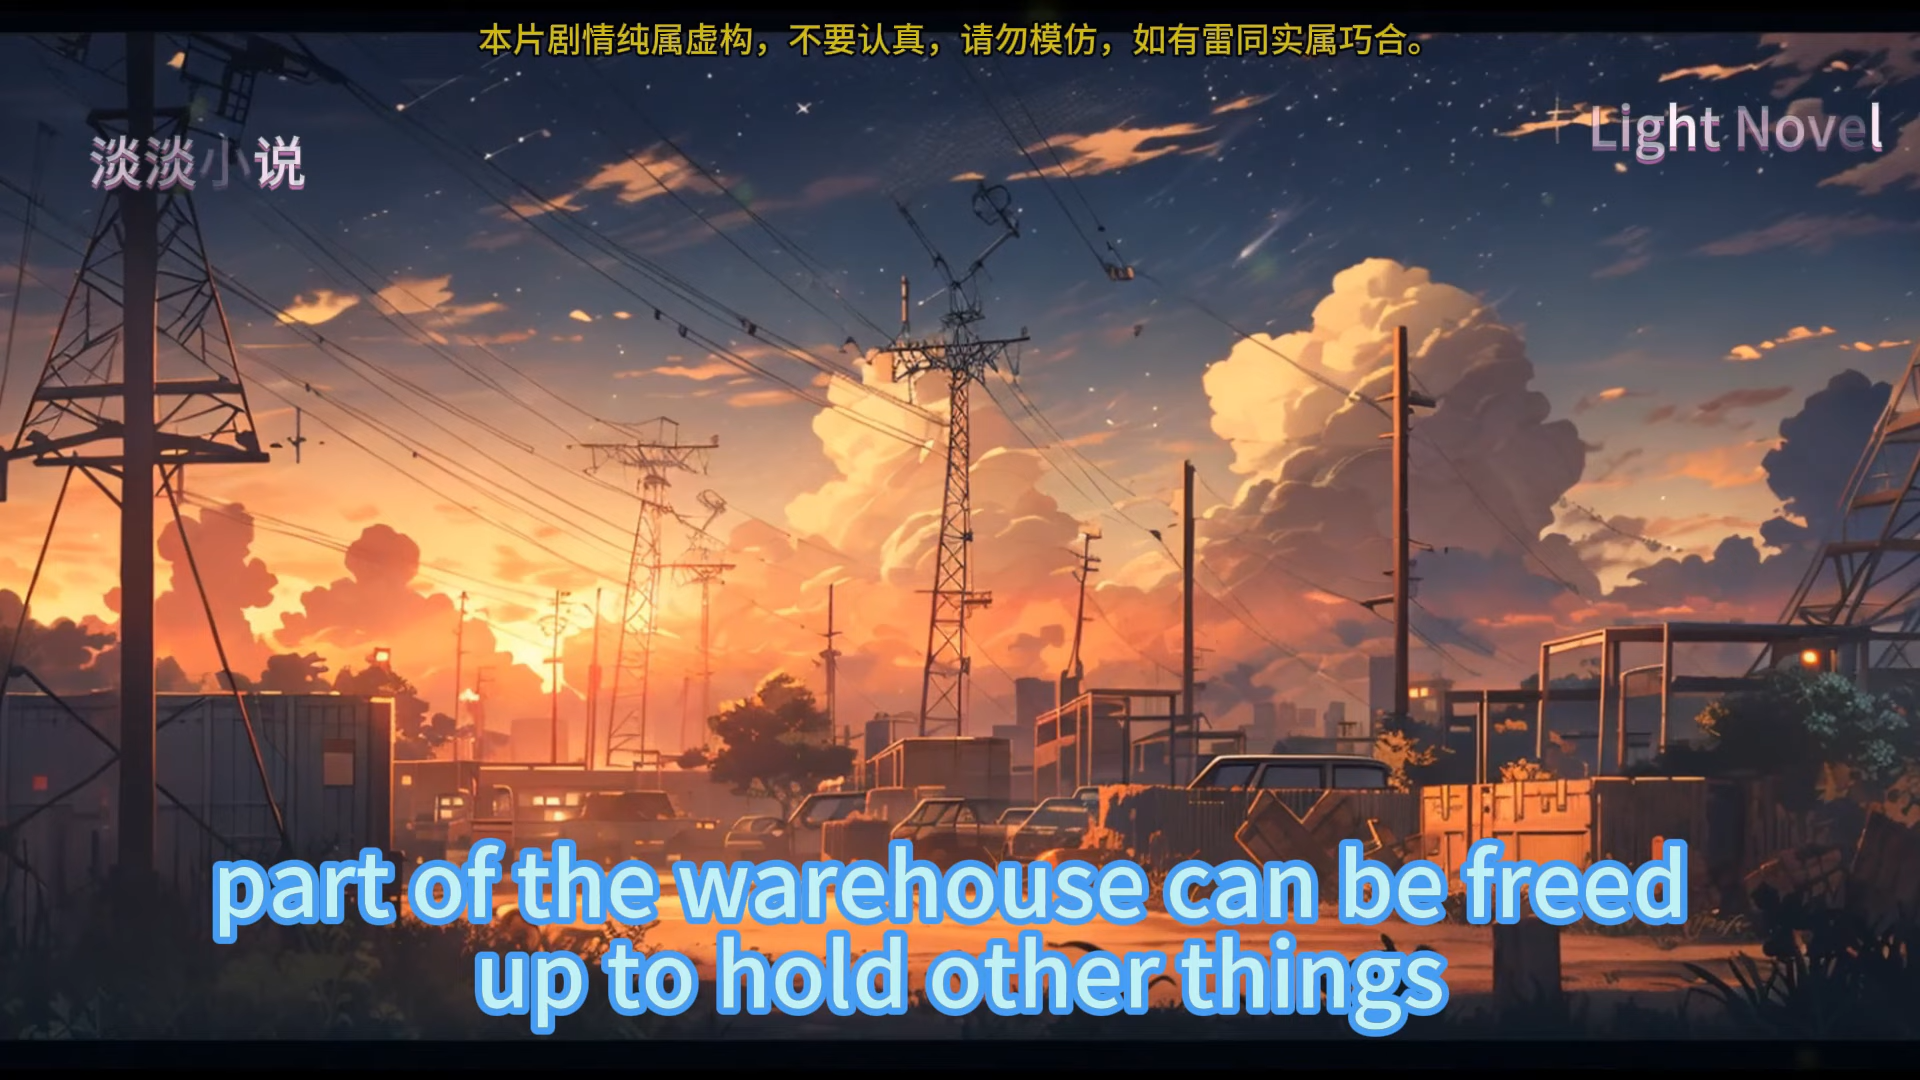 本片剧情纯属虚构，不要认真，请勿模仿，如有雷同实属巧合。
淡淡小说
Light Novel
part of the warehouse can be freed
up to hold other things